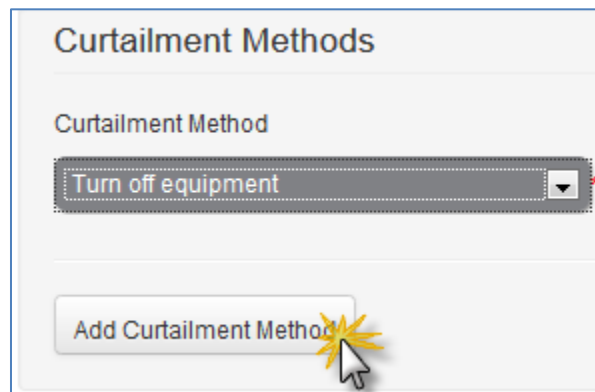 Curtailment Methods
Curtailment Method
Turn off equipment
Add Curtailment Method